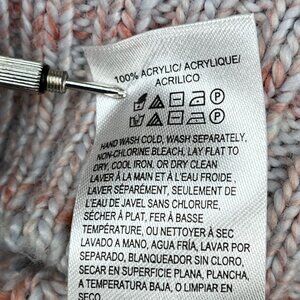 100% ACRYLIC/ ACRYLIQUE/
ACRILICO
HAND WASH COLD, WASH SEPARATELY,
NON-CHLORINE BLEACH, LAY FLAT TO
DRY, COOL IRON, OR DRY CLEAN
LAVER À LA MAIN ET À L'EAU FROIDE,
LAVER SÉPARÉMENT, SEULEMENT DE
L'EAU DE JAVEL SANS CHLORURE,
SÉCHER À PLAT, FER À BASSE
TEMPÉRATURE, OU NETTOYER À SEC
LAVADO A MANO, AGUA FRIA, LAVAR POR
SEPARADO, BLANQUEADOR SIN CLORO,
SECAR EN SUPERFICIE PLANA, PLANCHA,
A TEMPERATURA BAJA, O LIMPIAR EN
SECO